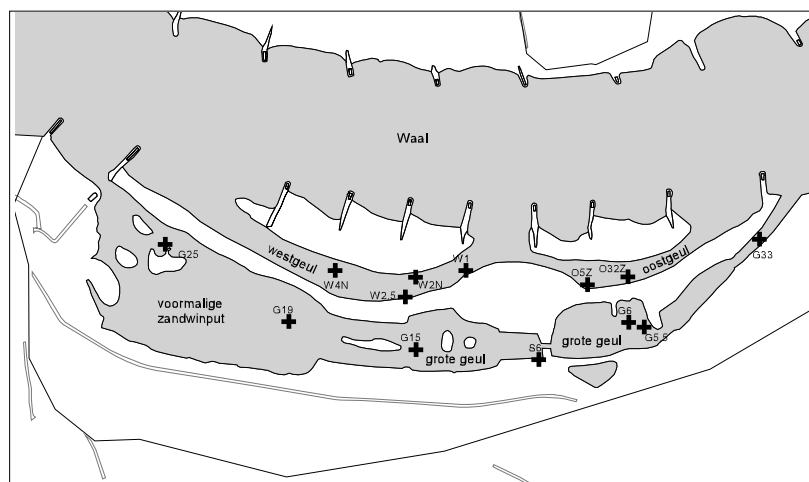 Waal
westgeul
W4N
W2N
W1
W2.5
oostgeul
O5Z
O32Z
G33
G25
voormalige
zandwinput
G19
G15
grote geul
S6
grote geul
G6
G5.5